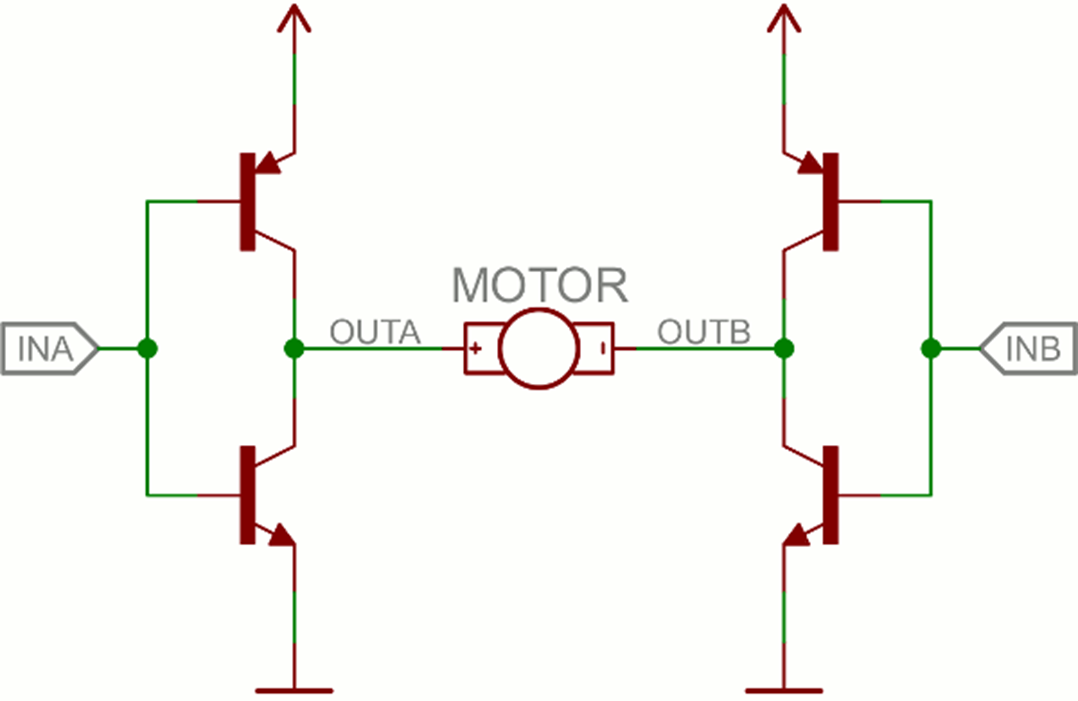 MOTOR
INA
OUTA
+
-
OUTB
INB